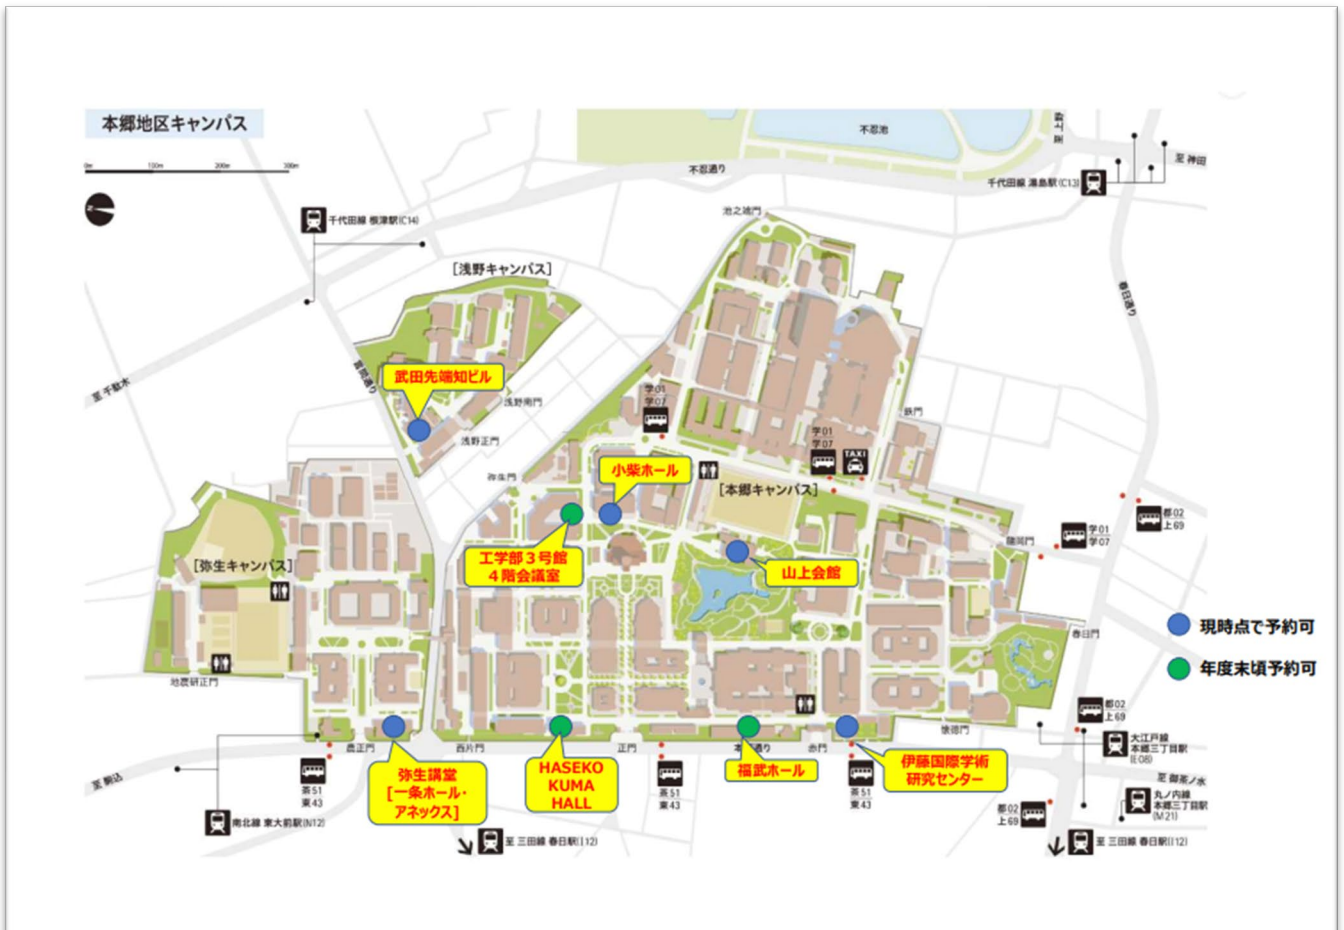 本郷地区キャンパス
0m 100m 200m 300m
不忍池
至 上野
至 神田
不忍通り
千代田線 湯島駅(C13)
池之端門
千代田線 根津駅(C14)
[浅野キャンパス]
春日通り
至 千駄木
言問通り
武田先端知ビル
浅野南門
学01
学07
鉄門
浅野正門
学01
学07
TAXI
弥生門
小柴ホール
[本郷キャンパス]
都02
上69
学01
学07
龍岡門
[弥生キャンパス]
工学部3号館
4階会議室
山上会館
現時点で予約可
春日門
年度末頃予約可
地震研正門
都02
上69
農正門
西片門
正門
本郷通り
赤門
懐徳門
大江戸線
本郷三丁目駅
(E08)
至 駒込
茶51
東43
弥生講堂
[一条ホール・
アネックス]
HASEKO
KUMA
HALL
茶51
東43
福武ホール
茶51
東43
伊藤国際学術
研究センター
至 御茶ノ水
丸ノ内線
本郷三丁目駅
(M21)
都02
上69
南北線 東大前駅(N12)
至 三田線 春日駅(I12)
至 三田線 春日駅(I12)